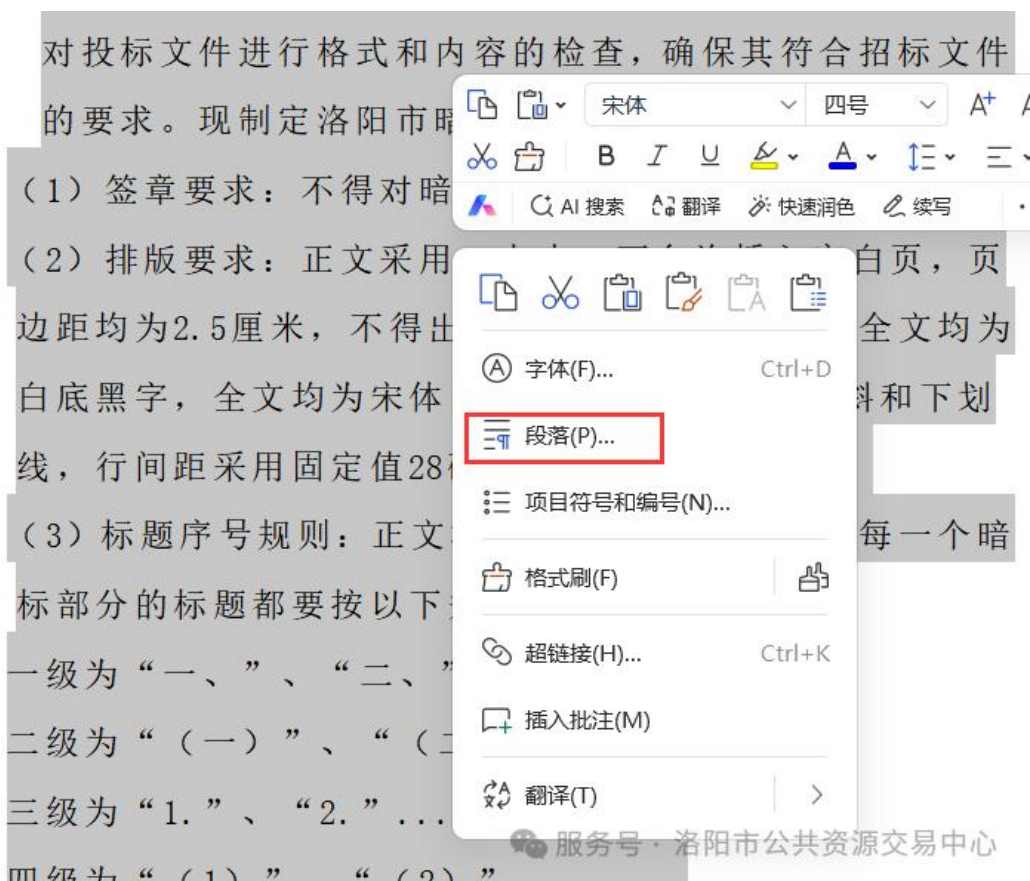 对投标文件进行格式和内容的检查，确保其符合招标文件
的要求。现制定洛阳市暗
（1）签章要求：不得对暗
（2）排版要求：正文采用
白页，页
边距均为2.5厘米，不得出
全文均为
白底黑字，全文均为宋体
斜和下划
线，行间距采用固定值28
（3）标题序号规则：正文
每一个暗
标部分的标题都要按以下
一级为“一、”、“二、”
二级为“（一）”、“（二
三级为“1.”、“2.”...
四级为“（1）”、“（2）”
宋体 四号 A+
B I U A
AI 搜索 翻译 快速润色 续写
字体(F)... Ctrl+D
段落(P)...
项目符号和编号(N)...
格式刷(F)
超链接(H)... Ctrl+K
插入批注(M)
翻译(T)
服务号 · 洛阳市公共资源交易中心